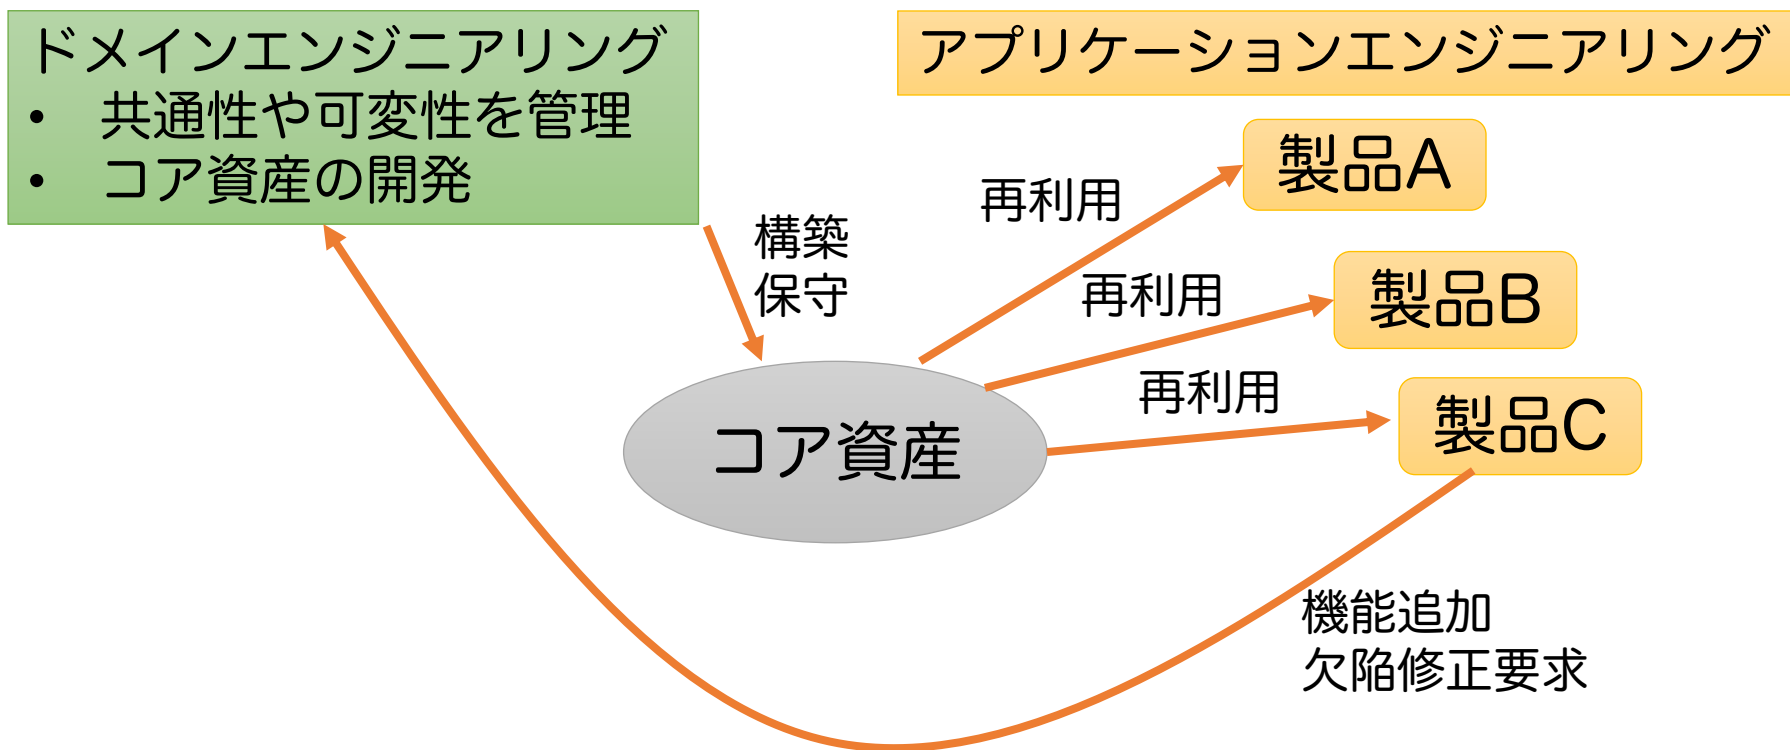 ドメインエンジニアリング
• 共通性や可変性を管理
• コア資産の開発
アプリケーションエンジニアリング
製品A
再利用
構築
保守
製品B
再利用
製品C
再利用
コア資産
機能追加
欠陥修正要求